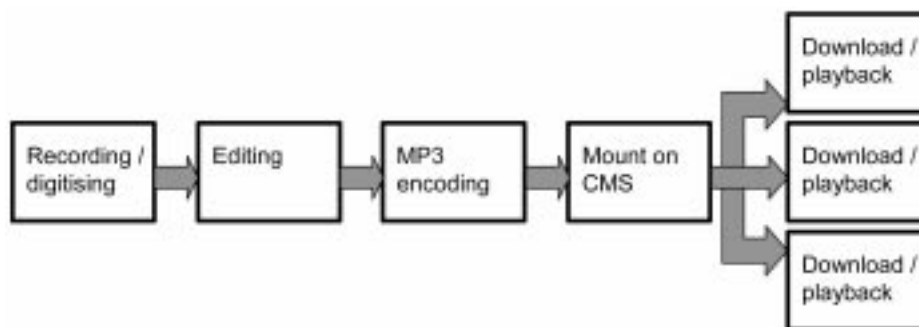 Recording /
digitising
Editing
MP3
encoding
Mount on
CMS
Download /
playback
Download /
playback
Download /
playback